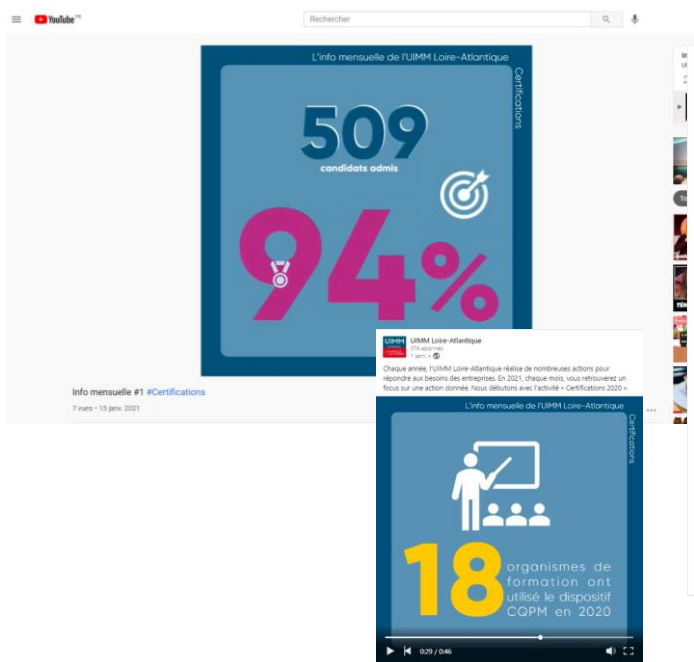 YouTube FR
Rechercher
L'info mensuelle de l'UIMM Loire-Atlantique
Certifications
509
candidats admis
94%
Info mensuelle #1 #Certifications
7 vues • 15 janv. 2021
UIMM
UIMM Loire-Atlantique
574 abonnés
1 sem. •
Chaque année, l'UIMM Loire-Atlantique réalise de nombreuses actions pour
répondre aux besoins des entreprises. En 2021, chaque mois, vous retrouverez un
focus sur une action donnée. Nous débutons avec l'activité « Certifications 2020 ».
L'info mensuelle de l'UIMM Loire-Atlantique
Certifications
18
organismes de
formation ont
utilisé le dispositif
CQPM en 2020
0:29 / 0:46